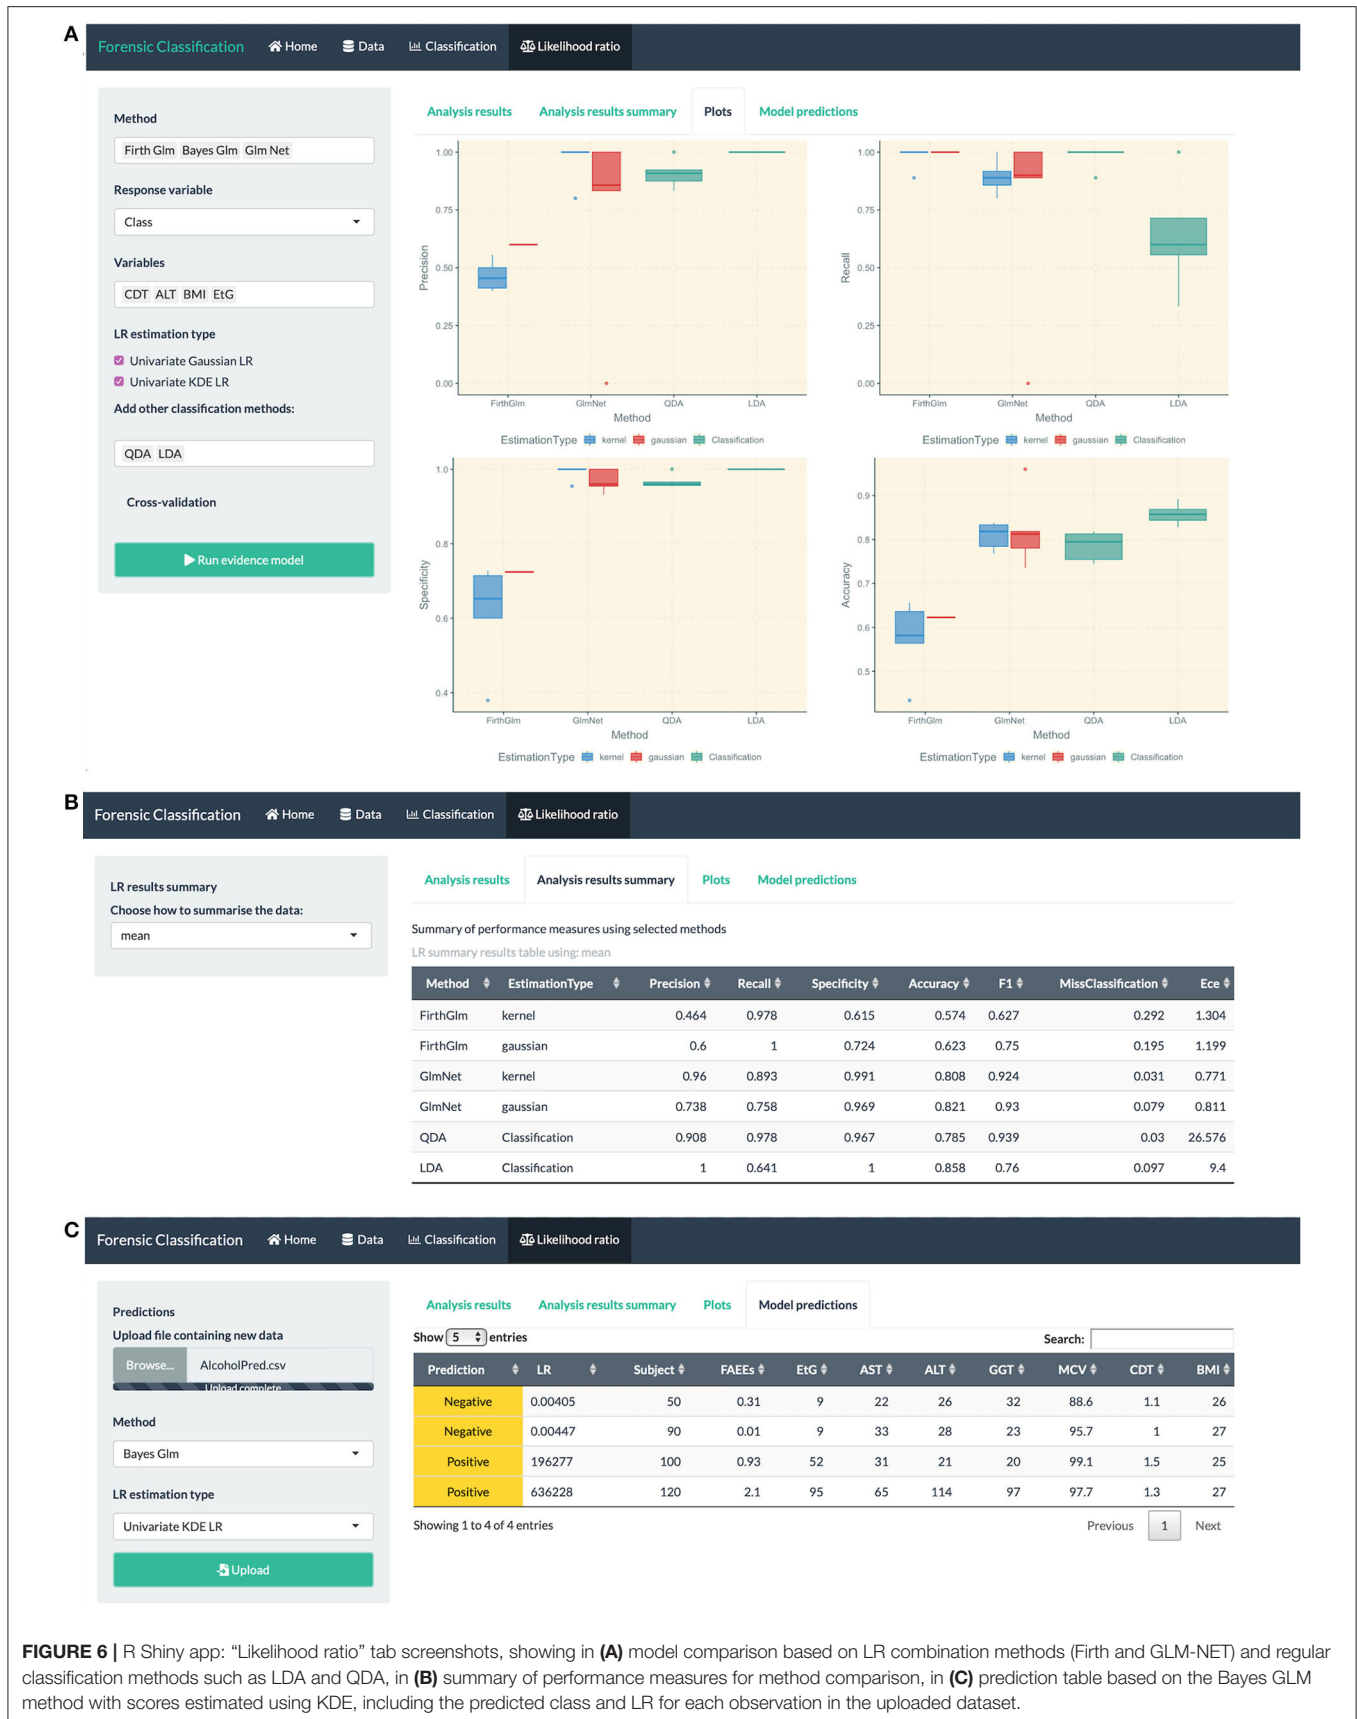 A
Forensic Classification Home Data Classification Likelihood ratio
Method
Firth Glm Bayes Glm Glm Net
Response variable
Class
Variables
CDT ALT BMI EtG
LR estimation type
Univariate Gaussian LR
Univariate KDE LR
Add other classification methods:
QDA LDA
Cross-validation
Run evidence model
Analysis results Analysis results summary Plots Model predictions
1.00
0.75
0.50
0.25
0.00
Precision
FirthGlm GlmNet QDA LDA
Method
EstimationType kernel gaussian Classification
1.00
0.75
0.50
0.25
0.00
Recall
FirthGlm GlmNet QDA LDA
Method
EstimationType kernel gaussian Classification
1.0
0.8
0.6
0.4
Specificity
FirthGlm GlmNet QDA LDA
Method
EstimationType kernel gaussian Classification
0.9
0.8
0.7
0.6
0.5
Accuracy
FirthGlm GlmNet QDA LDA
Method
EstimationType kernel gaussian Classification
B
Forensic Classification Home Data Classification Likelihood ratio
LR results summary
Choose how to summarise the data:
mean
Analysis results Analysis results summary Plots Model predictions
Summary of performance measures using selected methods
LR summary results table using: mean
Method EstimationType Precision Recall Specificity Accuracy F1 MissClassification Ece
FirthGlm kernel 0.464 0.978 0.615 0.574 0.627 0.292 1.304
FirthGlm gaussian 0.6 1 0.724 0.623 0.75 0.195 1.199
GlmNet kernel 0.96 0.893 0.991 0.808 0.924 0.031 0.771
GlmNet gaussian 0.738 0.758 0.969 0.821 0.93 0.079 0.811
QDA Classification 0.908 0.978 0.967 0.785 0.939 0.03 26.576
LDA Classification 1 0.641 1 0.858 0.76 0.097 9.4
C
Forensic Classification Home Data Classification Likelihood ratio
Predictions
Upload file containing new data
Browse... AlcoholPred.csv
Upload complete
Method
Bayes Glm
LR estimation type
Univariate KDE LR
Upload
Analysis results Analysis results summary Plots Model predictions
Show 5 entries Search:
Prediction LR Subject FAEEs EtG AST ALT GGT MCV CDT BMI
Negative 0.00405 50 0.31 9 22 26 32 88.6 1.1 26
Negative 0.00447 90 0.01 9 33 28 23 95.7 1 27
Positive 196277 100 0.93 52 31 21 20 99.1 1.5 25
Positive 636228 120 2.1 95 65 114 97 97.7 1.3 27
Showing 1 to 4 of 4 entries Previous 1 Next
FIGURE 6 | R Shiny app: “Likelihood ratio” tab screenshots, showing in (A) model comparison based on LR combination methods (Firth and GLM-NET) and regular
classification methods such as LDA and QDA, in (B) summary of performance measures for method comparison, in (C) prediction table based on the Bayes GLM
method with scores estimated using KDE, including the predicted class and LR for each observation in the uploaded dataset.